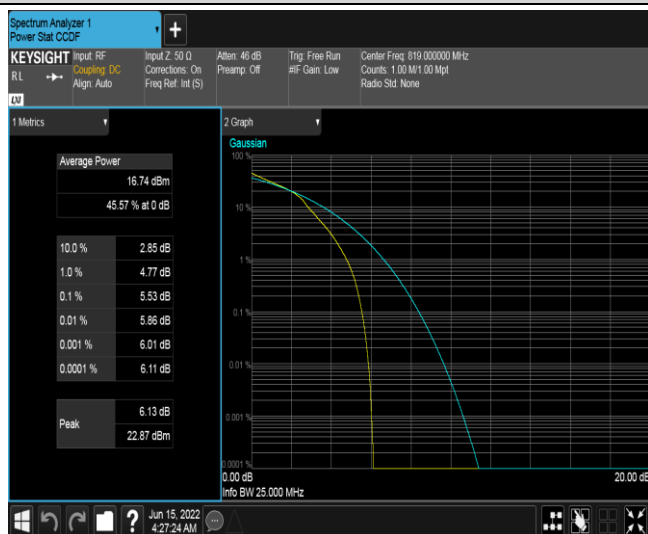 Spectrum Analyzer 1
Power Stat CCDF
+
KEYSIGHT Input: RF Input Z: 50 Ω Atten: 46 dB Trig: Free Run Center Freq: 819.000000 MHz
RL Coupling: DC Corrections: On Preamp: Off #IF Gain: Low Counts: 1.00 M/1.00 Mpt
Align: Auto Freq Ref: Int (S) Radio Std: None
LXI
1 Metrics
Average Power
16.74 dBm
45.57 % at 0 dB
10.0 % 2.85 dB
1.0 % 4.77 dB
0.1 % 5.53 dB
0.01 % 5.86 dB
0.001 % 6.01 dB
0.0001 % 6.11 dB
Peak 6.13 dB
22.87 dBm
2 Graph
Gaussian
100 %
10 %
1 %
0.1 %
0.01 %
0.001 %
0.0001 %
0.00 dB 20.00 dB
Info BW 25.000 MHz
? Jun 15, 2022
4:27:24 AM